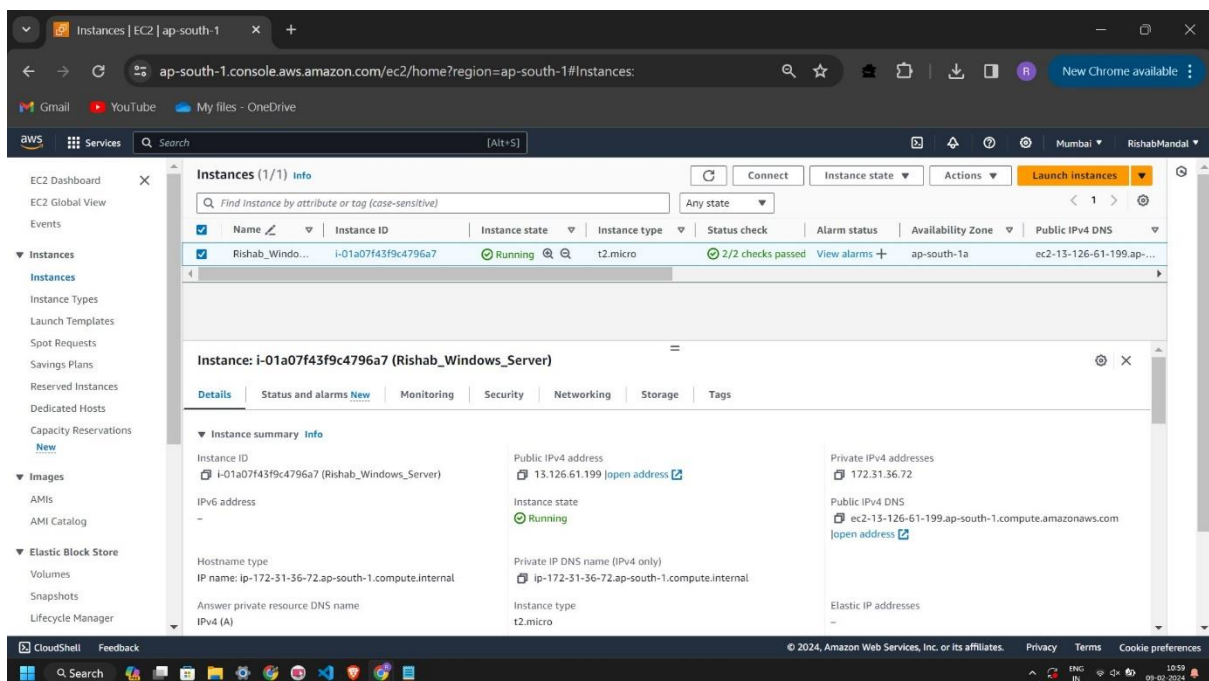 Instances | EC2 | ap-south-1
ap-south-1.console.aws.amazon.com/ec2/home?region=ap-south-1#Instances:
R
New Chrome available
Gmail YouTube My files - OneDrive
aws Services Search [Alt+S] Mumbai RishabMandal
EC2 Dashboard
EC2 Global View
Events
Instances
Instances
Instance Types
Launch Templates
Spot Requests
Savings Plans
Reserved Instances
Dedicated Hosts
Capacity Reservations
New
Images
AMIs
AMI Catalog
Elastic Block Store
Volumes
Snapshots
Lifecycle Manager
Instances (1/1) Info
Connect Instance state Actions Launch instances
Find Instance by attribute or tag (case-sensitive) Any state 1
Name Instance ID Instance state Instance type Status check Alarm status Availability Zone Public IPv4 DNS
Rishab_Windo... i-01a07f43f9c4796a7 Running t2.micro 2/2 checks passed View alarms + ap-south-1a ec2-13-126-61-199.ap-...
Instance: i-01a07f43f9c4796a7 (Rishab_Windows_Server)
Details Status and alarms New Monitoring Security Networking Storage Tags
Instance summary Info
Instance ID
i-01a07f43f9c4796a7 (Rishab_Windows_Server)
Public IPv4 address
13.126.61.199 |open address
Private IPv4 addresses
172.31.36.72
IPv6 address
–
Instance state
Running
Public IPv4 DNS
ec2-13-126-61-199.ap-south-1.compute.amazonaws.com
|open address
Hostname type
IP name: ip-172-31-36-72.ap-south-1.compute.internal
Private IP DNS name (IPv4 only)
ip-172-31-36-72.ap-south-1.compute.internal
Answer private resource DNS name
IPv4 (A)
Instance type
t2.micro
Elastic IP addresses
–
CloudShell Feedback © 2024, Amazon Web Services, Inc. or its affiliates. Privacy Terms Cookie preferences
Search
ENG
IN
10:59
09-02-2024